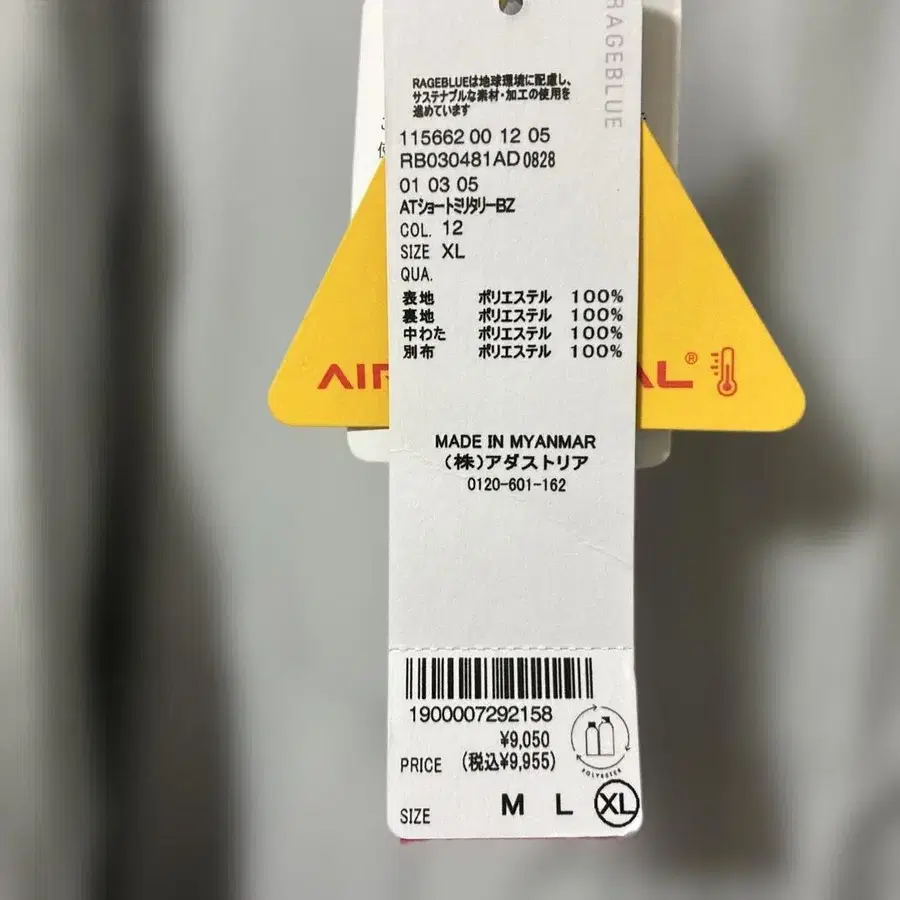 RAGEBLUE
RAGEBLUEは地球環境に配慮し、
サステナブルな素材・加工の使用を
進めています
115662 00 12 05
RB030481AD 0828
01 03 05
ATショートミリタリーBZ
COL. 12
SIZE XL
QUA.
表地 ポリエステル 100%
裏地 ポリエステル 100%
中わた ポリエステル 100%
別布 ポリエステル 100%
MADE IN MYANMAR
(株)アダストリア
0120-601-162
1900007292158
¥9,050
PRICE (税込¥9,955)
POLYESTER
SIZE M L XL